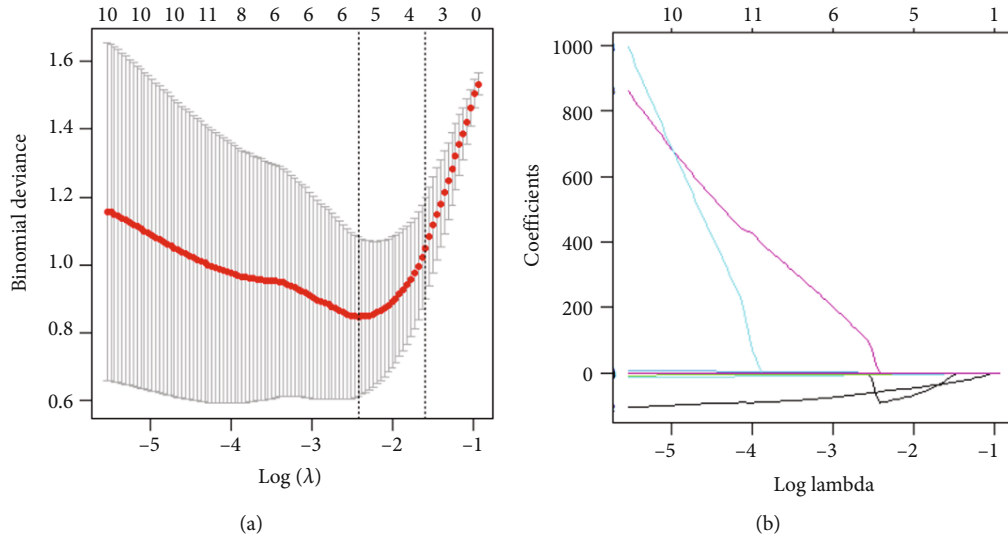 10 10 10 11 8 6 6 6 5 4 3 0
1.6
1.4
1.2
1.0
0.8
0.6
Binomial deviance
−5 −4 −3 −2 −1
Log (λ)
(a)
10 11 6 5 1
1000
800
600
400
200
0
Coefficients
−5 −4 −3 −2 −1
Log lambda
(b)